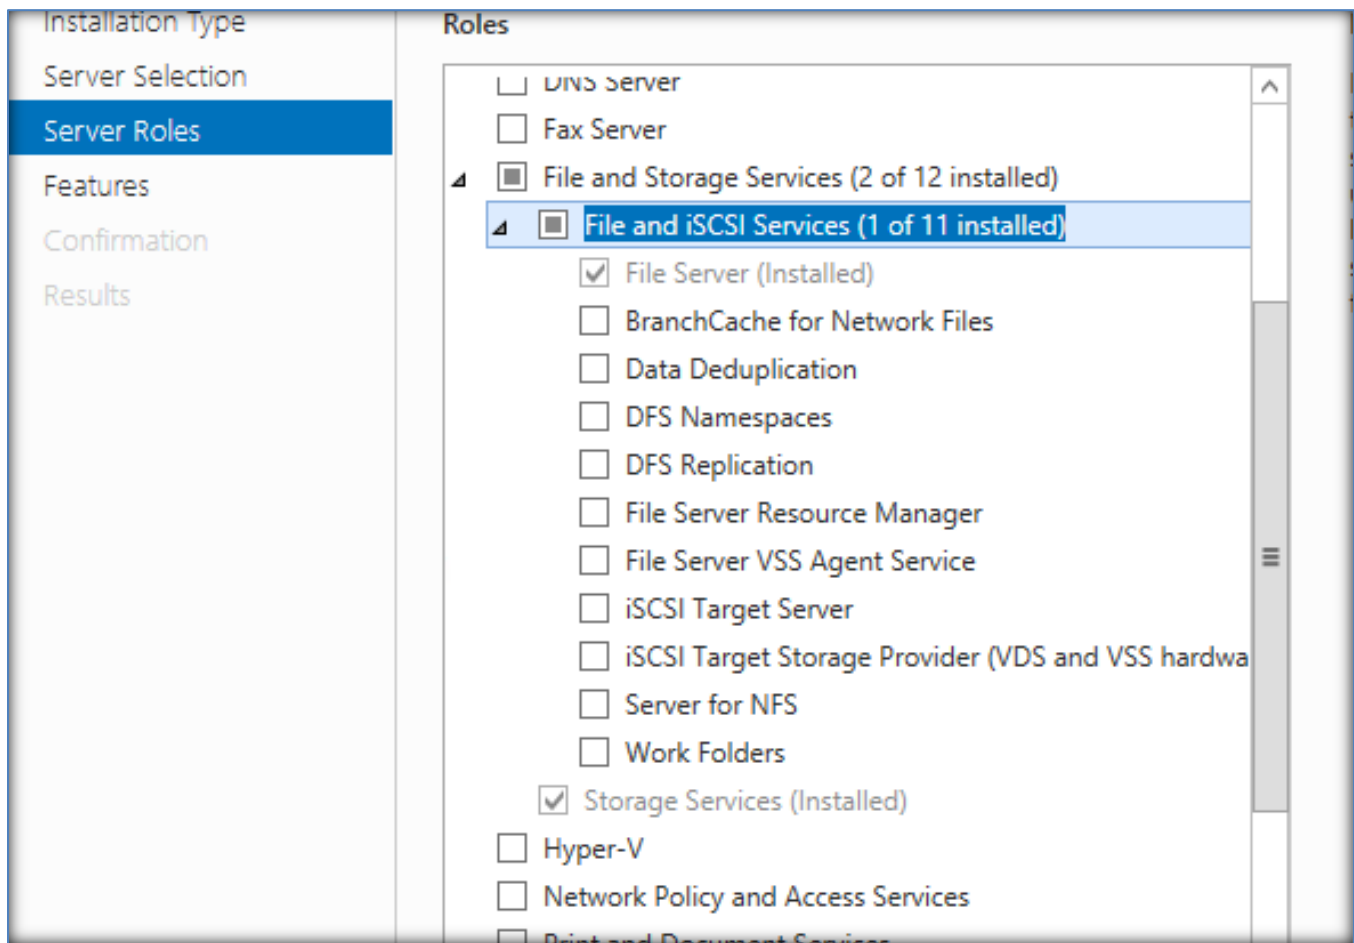 Installation Type
Server Selection
Server Roles
Features
Confirmation
Results
Roles
DNS Server
Fax Server
File and Storage Services (2 of 12 installed)
File and iSCSI Services (1 of 11 installed)
File Server (Installed)
BranchCache for Network Files
Data Deduplication
DFS Namespaces
DFS Replication
File Server Resource Manager
File Server VSS Agent Service
iSCSI Target Server
iSCSI Target Storage Provider (VDS and VSS hardwa
Server for NFS
Work Folders
Storage Services (Installed)
Hyper-V
Network Policy and Access Services
Print and Document Services